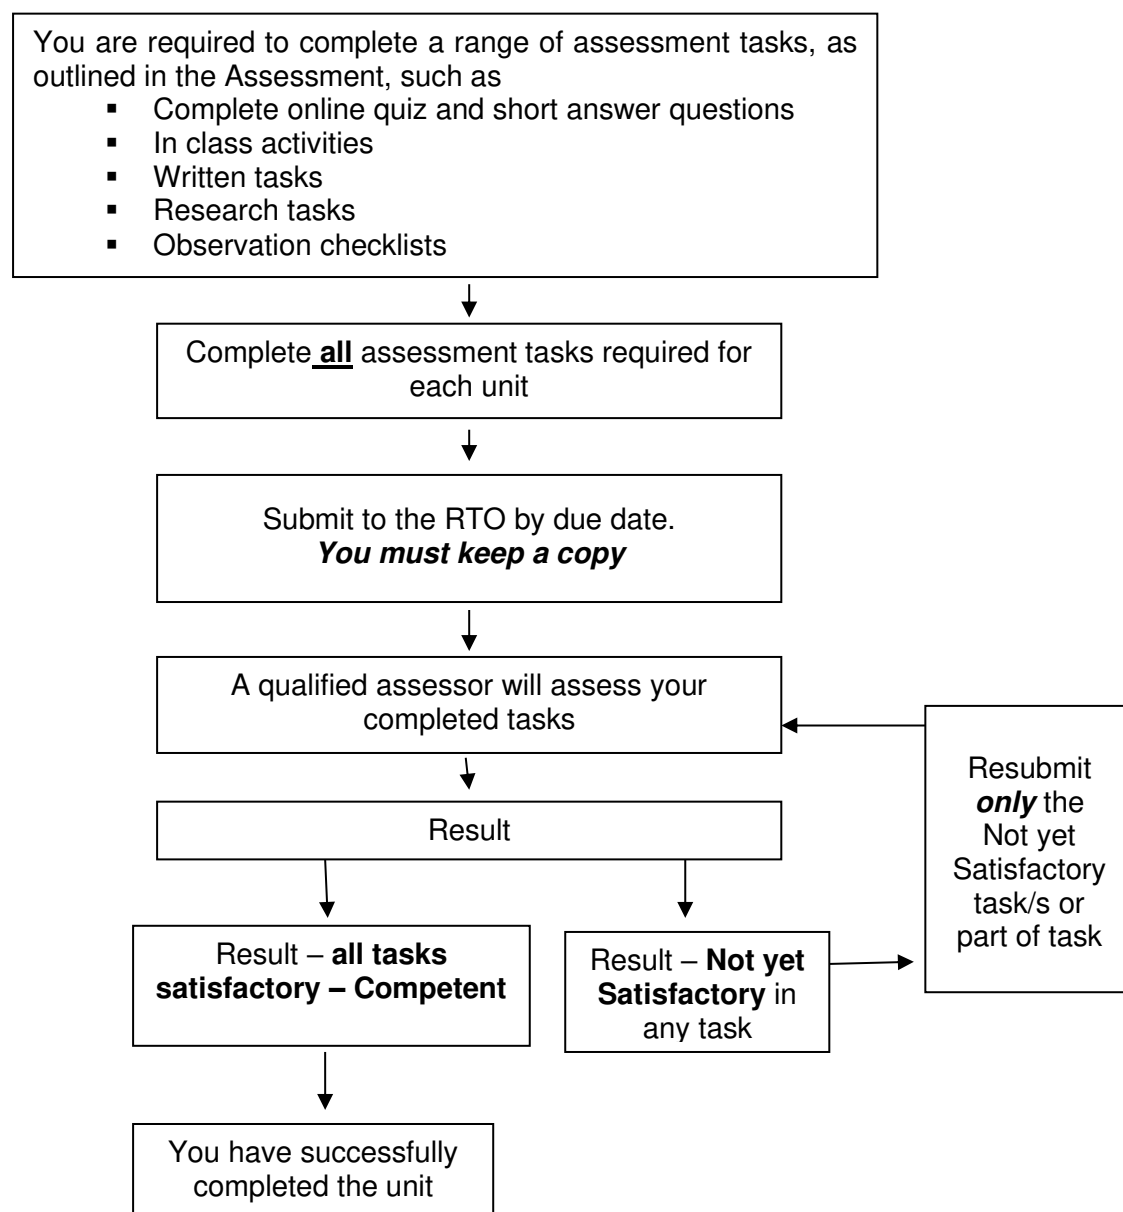 You are required to complete a range of assessment tasks, as
outlined in the Assessment, such as
▪ Complete online quiz and short answer questions
▪ In class activities
▪ Written tasks
▪ Research tasks
▪ Observation checklists
Complete all assessment tasks required for
each unit
Submit to the RTO by due date.
You must keep a copy
A qualified assessor will assess your
completed tasks
Result
Result – all tasks
satisfactory – Competent
Result – Not yet
Satisfactory in
any task
Resubmit
only the
Not yet
Satisfactory
task/s or
part of task
You have successfully
completed the unit